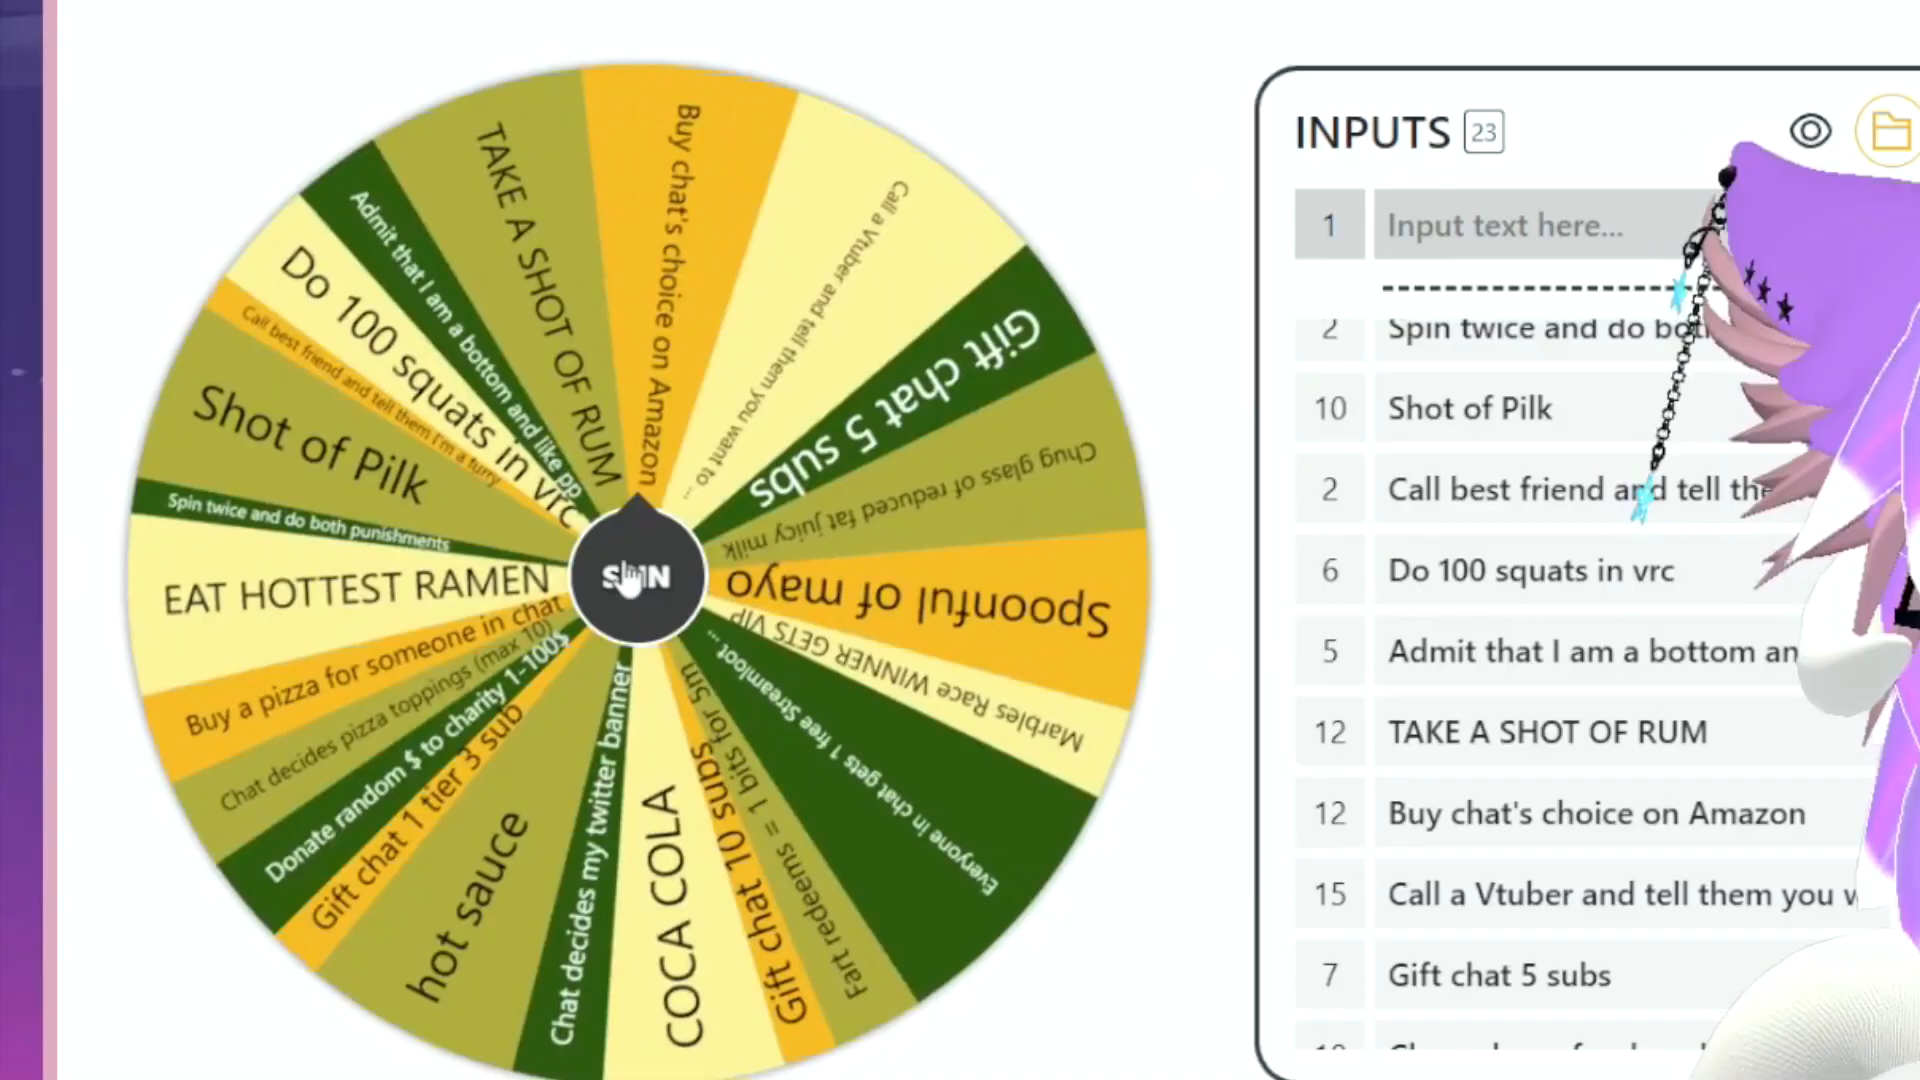 Buy chat's choice on Amazon
Call a Vtuber and tell them you want to ...
Gift chat 5 subs
Chug glass of reduced fat juicy milk
Spoonful of mayo
Marbles Race WINNER GETS VIP
Everyone in chat gets 1 free Streamloot ...
Fart redeems = 1 bits for 5m
Gift chat 10 subs
COCA COLA
Chat decides my twitter banner
hot sauce
Gift chat 1 tier 3 sub
Donate random $ to charity 1-100$
Chat decides pizza toppings (max 10)
Buy a pizza for someone in chat
EAT HOTTEST RAMEN
Spin twice and do both punishments
Shot of Pilk
Call best friend and tell them I'm a furry
Do 100 squats in vrc
Admit that I am a bottom and like pp
TAKE A SHOT OF RUM
INPUTS 23
1 Input text here...
2 Spin twice and do both
10 Shot of Pilk
2 Call best friend and tell the
6 Do 100 squats in vrc
5 Admit that I am a bottom an
12 TAKE A SHOT OF RUM
12 Buy chat's choice on Amazon
15 Call a Vtuber and tell them you w
7 Gift chat 5 subs